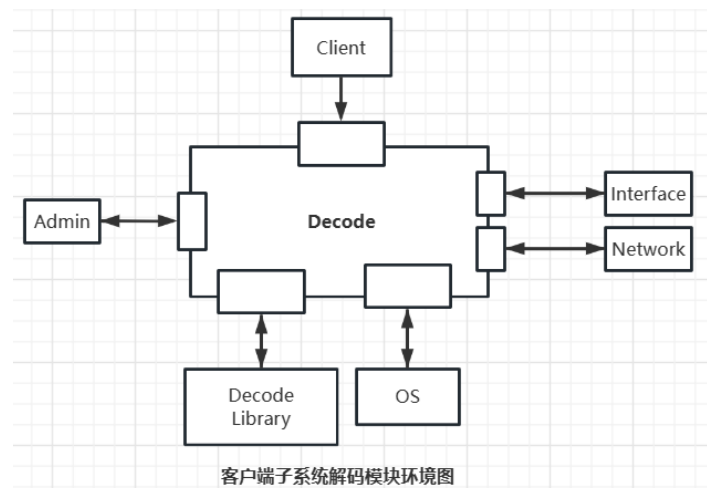 Client
Admin
Decode
Interface
Network
Decode
Library
OS
客户端子系统解码模块环境图